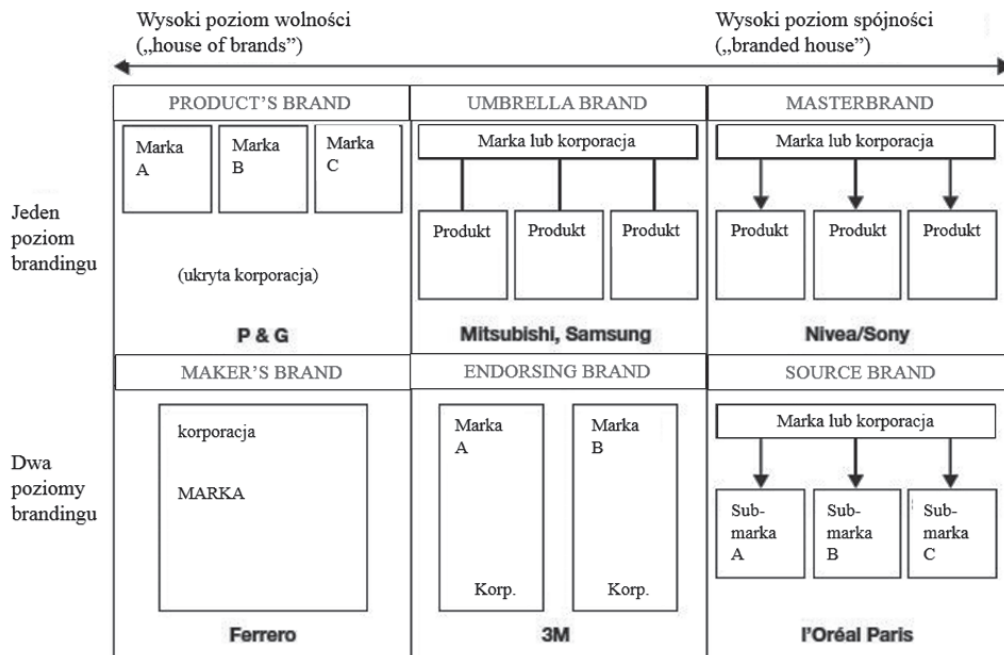 Wysoki poziom wolności
(„house of brands”)
Wysoki poziom spójności
(„branded house”)
PRODUCT'S BRAND
UMBRELLA BRAND
MASTERBRAND
Jeden
poziom
brandingu
Marka
A
Marka
B
Marka
C
(ukryta korporacja)
P & G
Marka lub korporacja
Produkt
Produkt
Produkt
Mitsubishi, Samsung
Marka lub korporacja
Produkt
Produkt
Produkt
Nivea/Sony
MAKER'S BRAND
ENDORSING BRAND
SOURCE BRAND
Dwa
poziomy
brandingu
korporacja
MARKA
Ferrero
Marka
A
Korp.
Marka
B
Korp.
3M
Marka lub korporacja
Sub-
marka
A
Sub-
marka
B
Sub-
marka
C
l'Oréal Paris